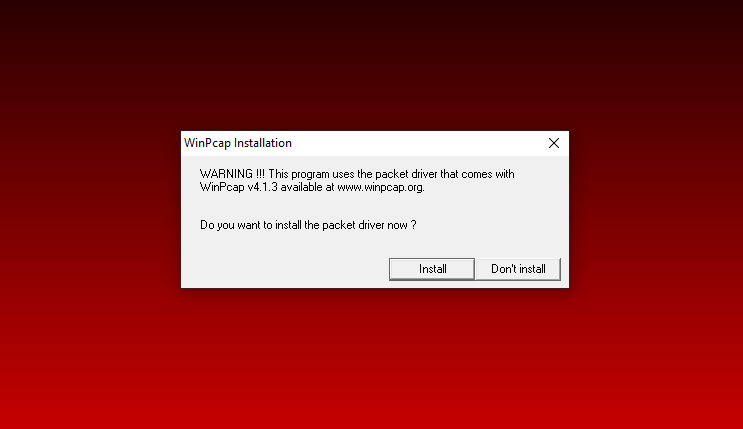 WinPcap Installation
WARNING !!! This program uses the packet driver that comes with
WinPcap v4.1.3 available at www.winpcap.org.
Do you want to install the packet driver now ?
Install
Don't install